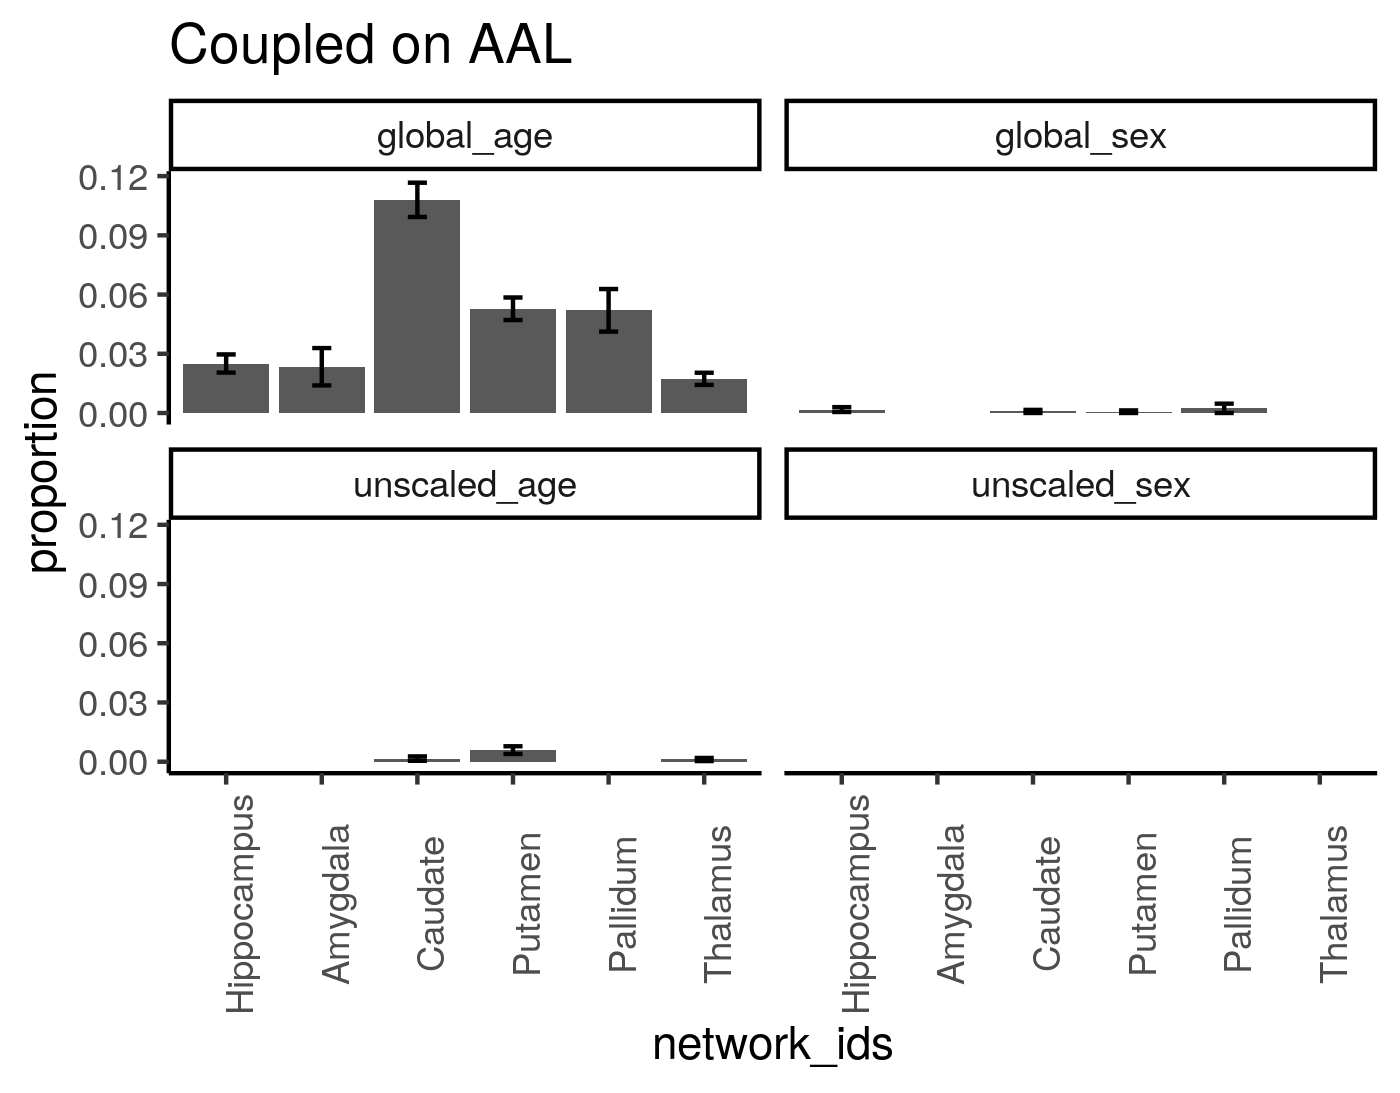 Coupled on AAL
global_age
global_sex
0.12
0.09
0.06
0.03
0.00
unscaled_age
unscaled_sex
0.12
0.09
0.06
0.03
0.00
proportion
Hippocampus
Amygdala
Caudate
Putamen
Pallidum
Thalamus
Hippocampus
Amygdala
Caudate
Putamen
Pallidum
Thalamus
network_ids